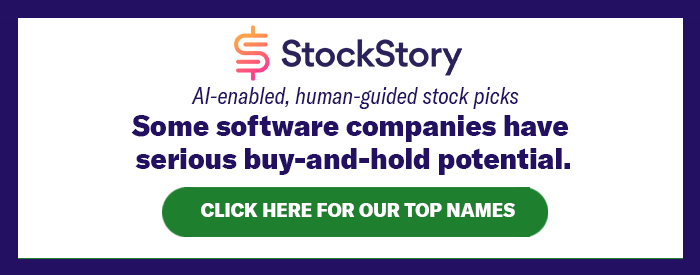 StockStory
AI-enabled, human-guided stock picks
Some software companies have
serious buy-and-hold potential.
CLICK HERE FOR OUR TOP NAMES